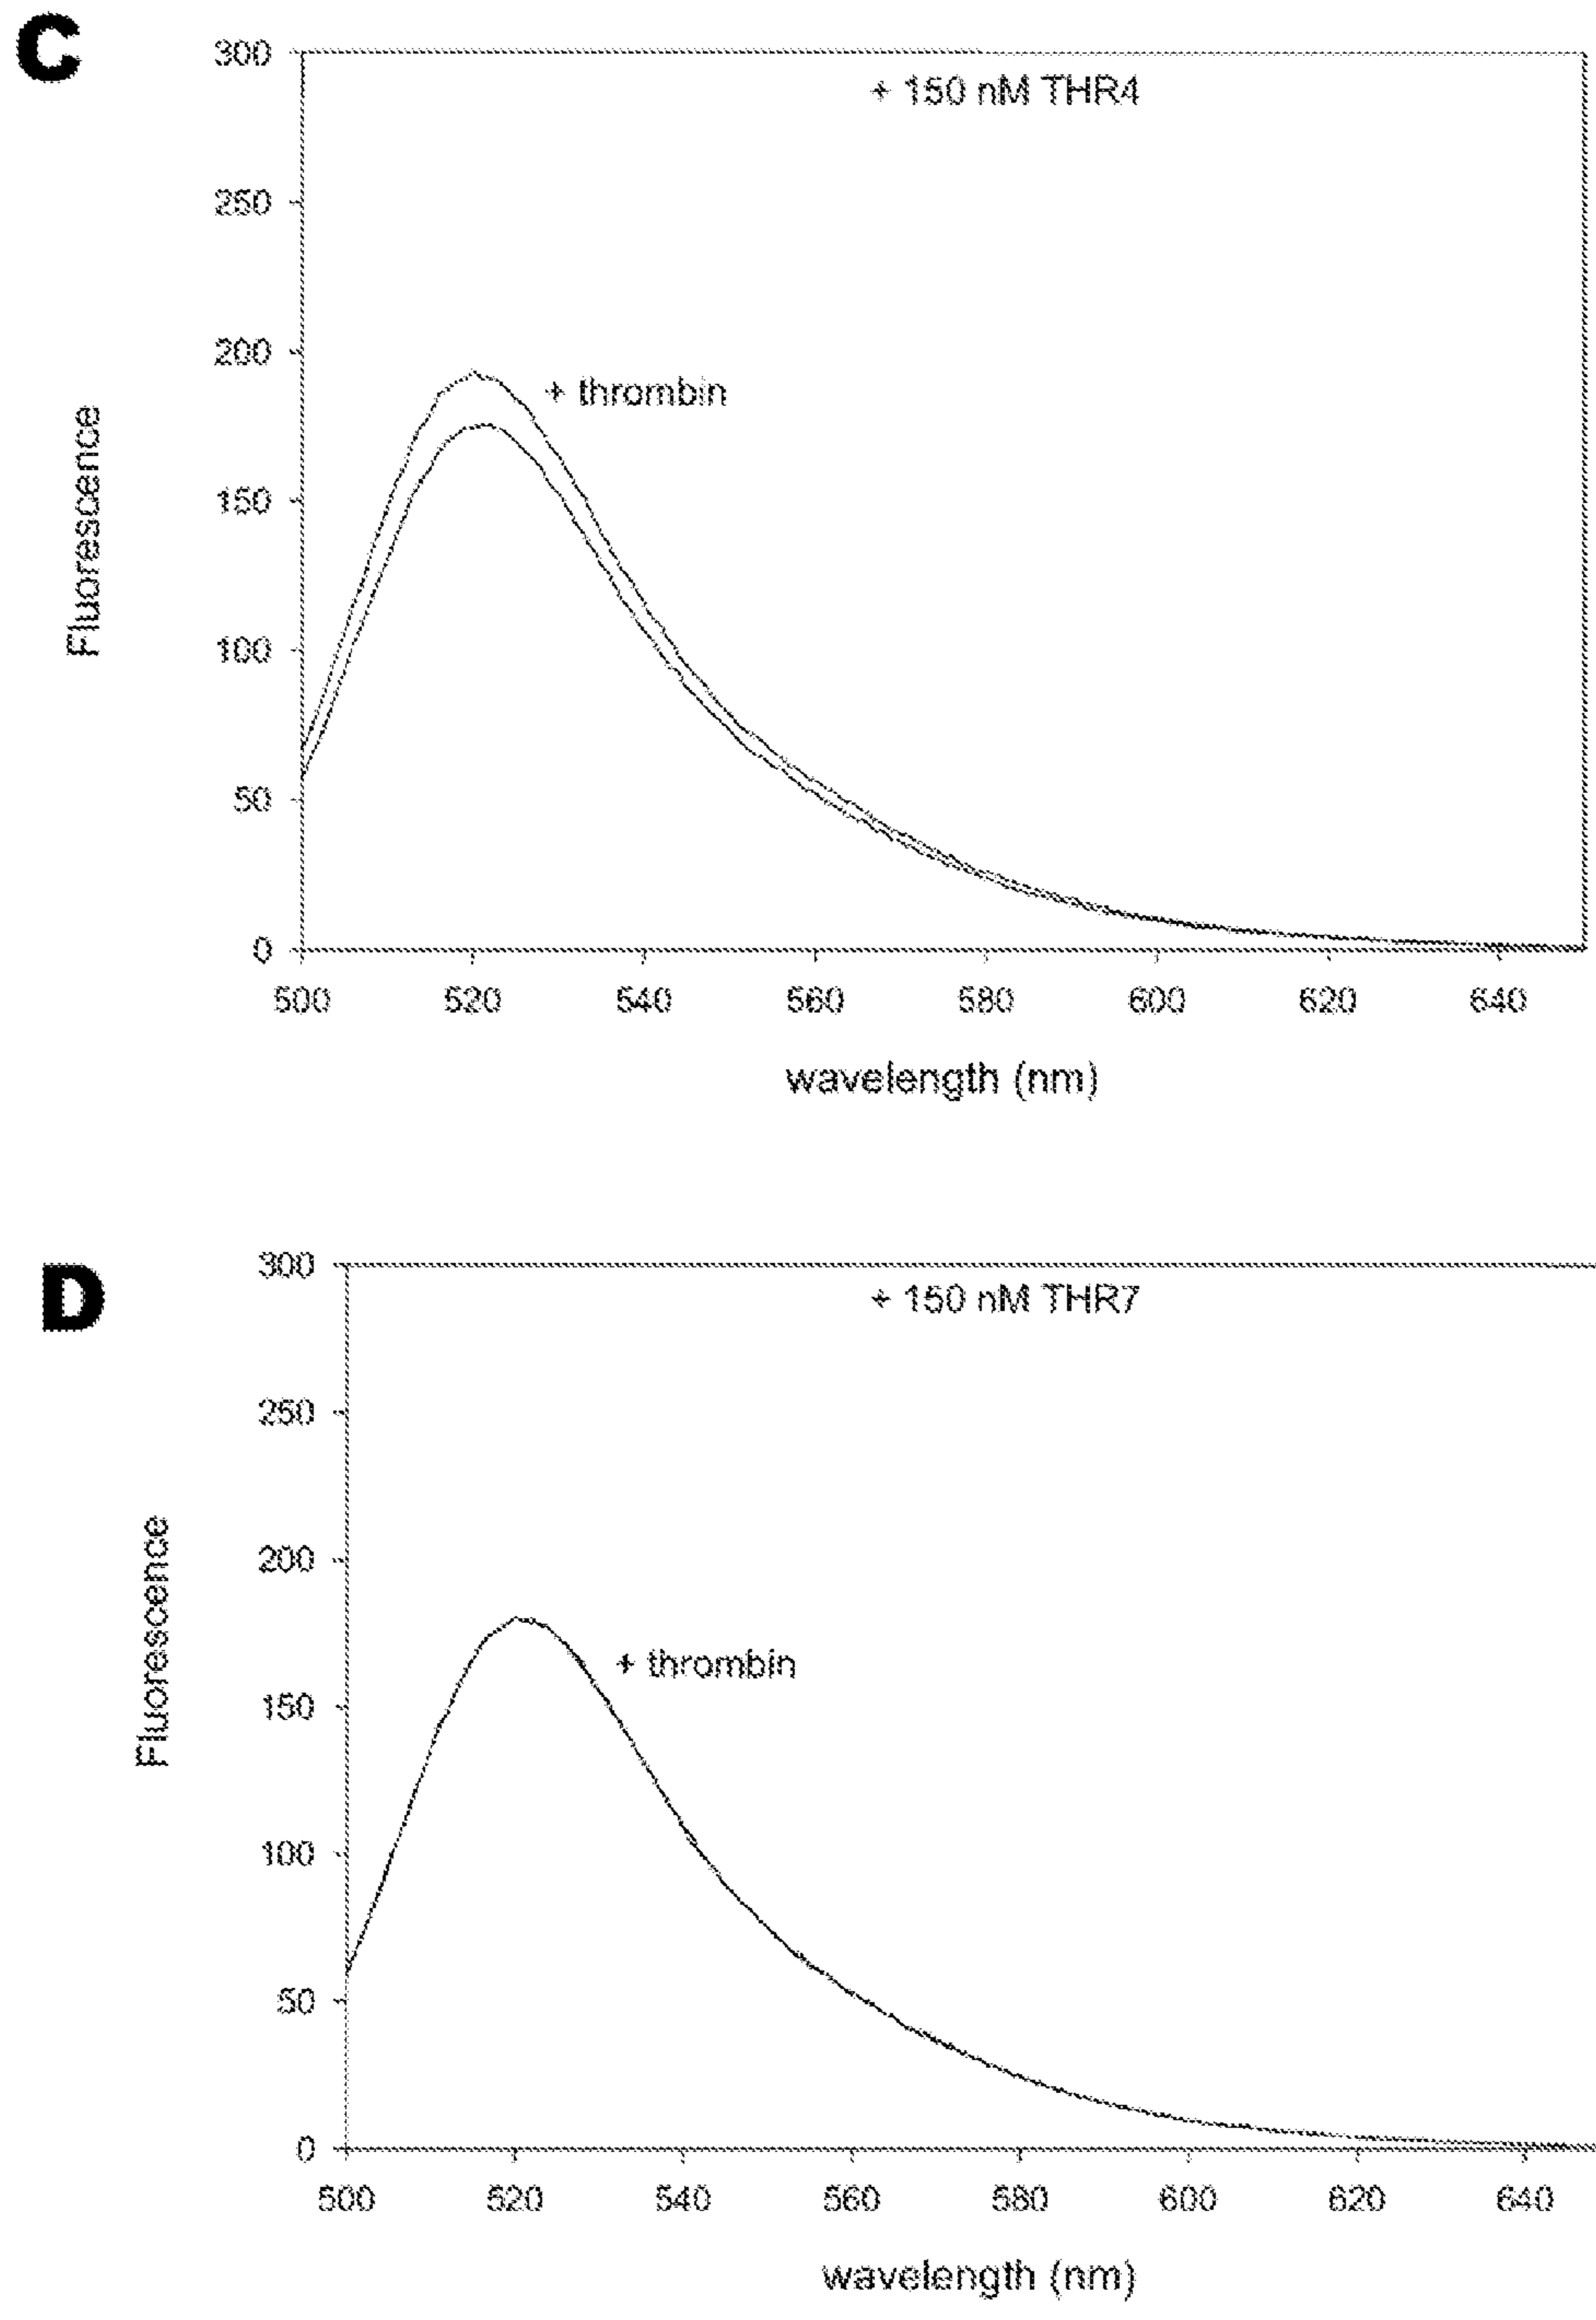 C
300
+ 150 nM THR4
250
200
+ thrombin
150
100
50
0
Fluorescence
500 520 540 560 580 600 620 640
wavelength (nm)
D
300
+ 150 nM THR7
250
200
+ thrombin
150
100
50
0
Fluorescence
500 520 540 560 580 600 620 640
wavelength (nm)